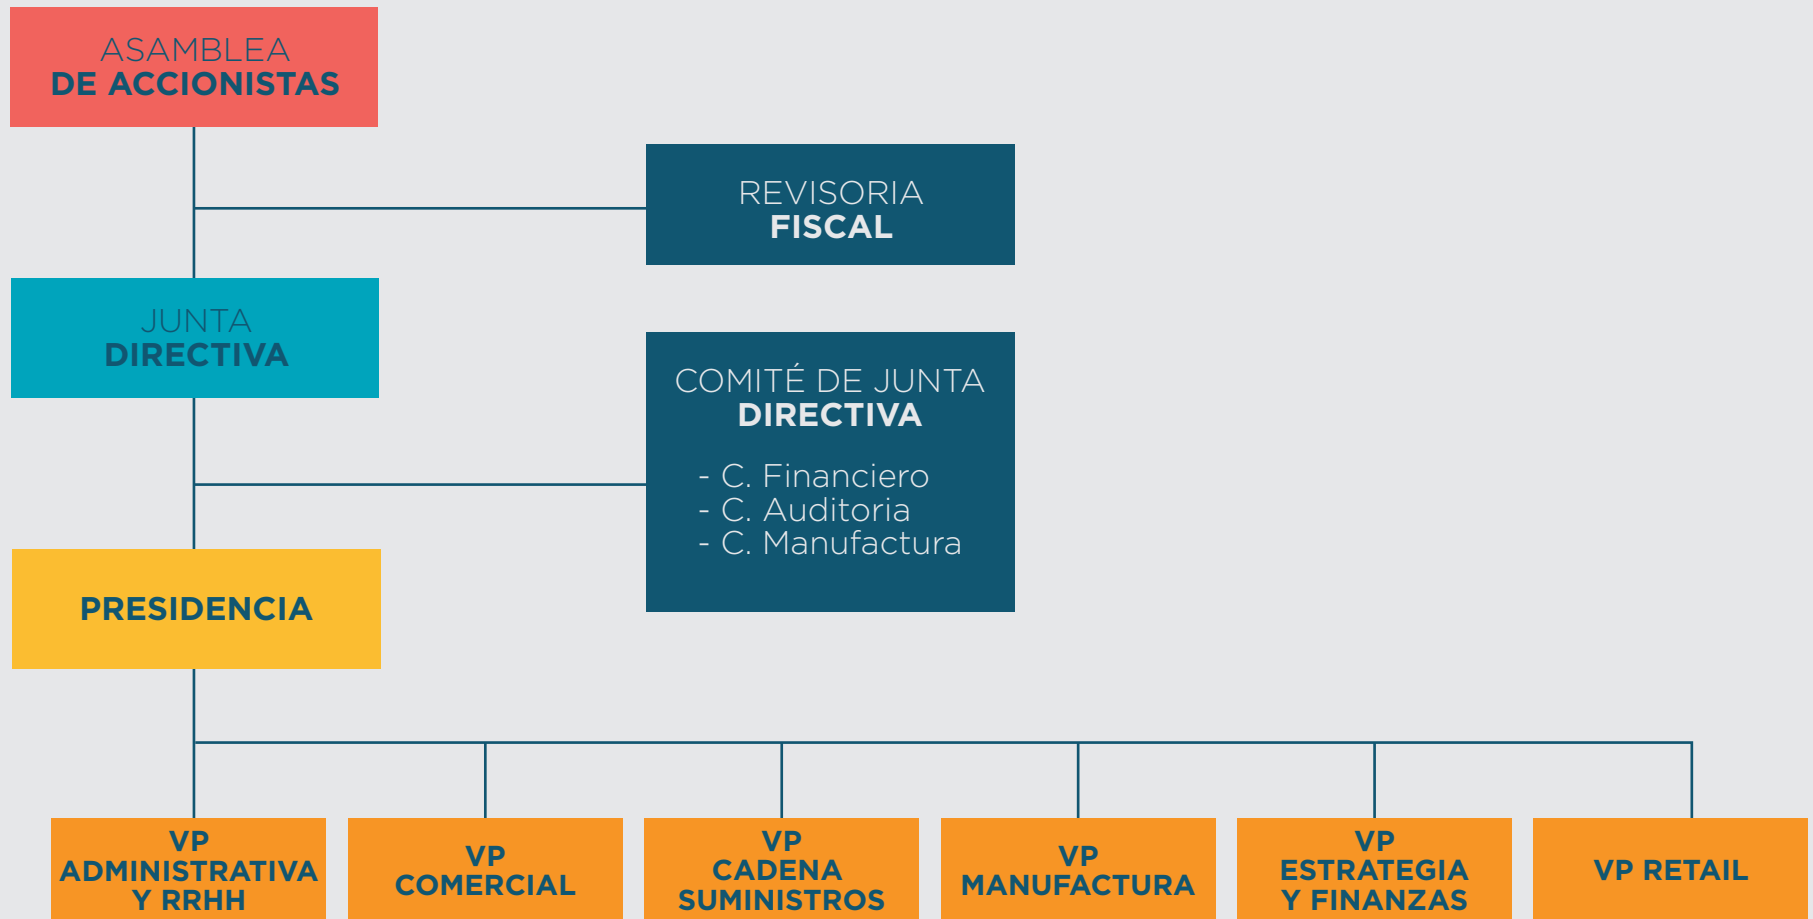 ASAMBLEA
DE ACCIONISTAS
REVISORIA
FISCAL
JUNTA
DIRECTIVA
COMITÉ DE JUNTA
DIRECTIVA
- C. Financiero
- C. Auditoria
- C. Manufactura
PRESIDENCIA
VP
ADMINISTRATIVA
Y RRHH
VP
COMERCIAL
VP
CADENA
SUMINISTROS
VP
MANUFACTURA
VP
ESTRATEGIA
Y FINANZAS
VP RETAIL